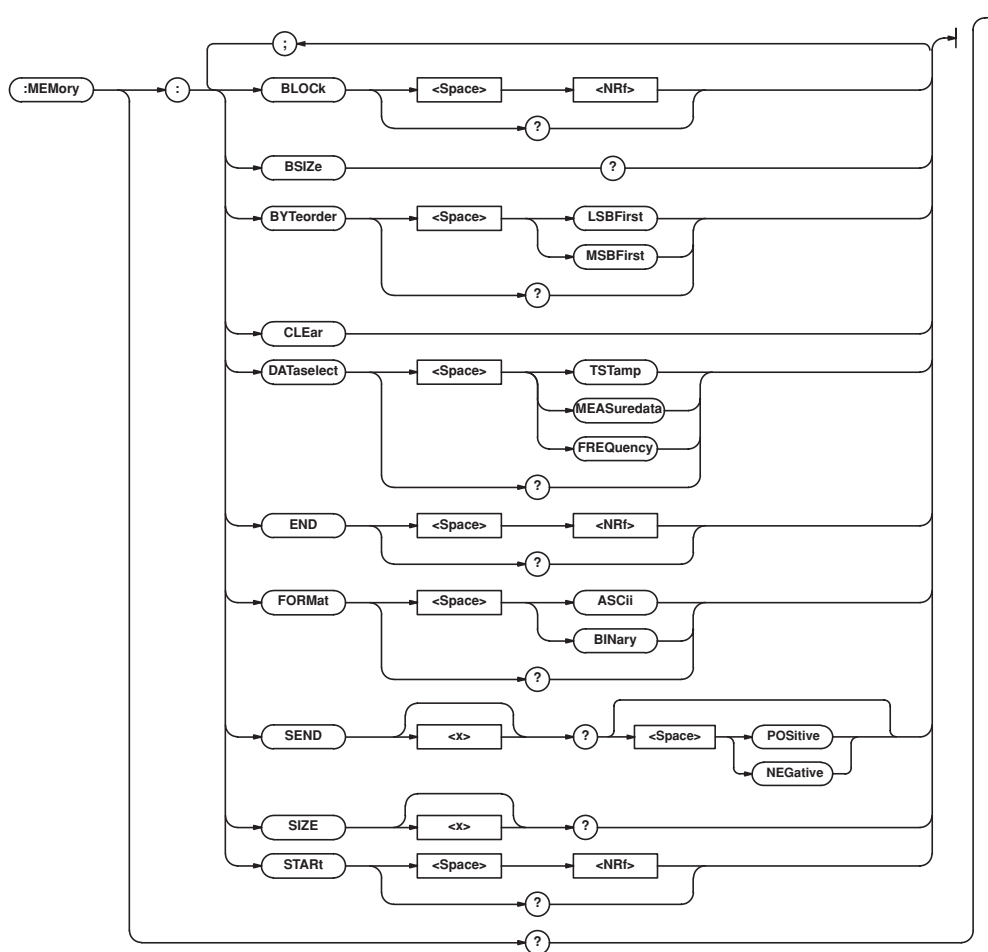 ;
:MEMory : BLOCk <Space> <NRf>
?
BSIZe ?
BYTeorder <Space> LSBFirst
MSBFirst
?
CLEar
DATaselect <Space> TSTamp
MEASuredata
FREQuency
?
END <Space> <NRf>
?
FORMat <Space> ASCii
BINary
?
SEND <x> ? <Space> POSitive
NEGative
SIZE <x> ?
STARt <Space> <NRf>
?
?